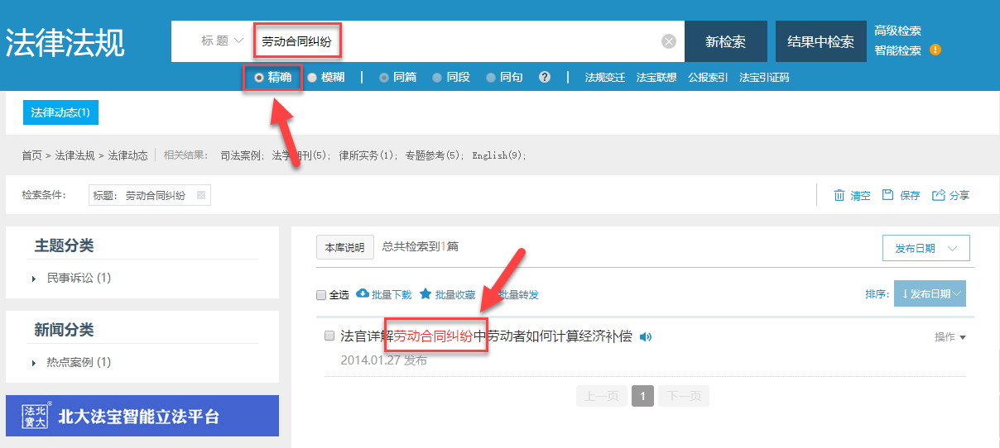 法律法规
标题 劳动合同纠纷 新检索 结果中检索 高级检索
智能检索
精确 模糊 | 同篇 同段 同句 ? | 法规变迁 法宝联想 公报索引 法宝引证码
法律动态(1)
首页 > 法律法规 > 法律动态 | 相关结果: 司法案例; 法学期刊(5); 律所实务(1); 专题参考(5); English(9);
检索条件: 标题: 劳动合同纠纷 清空 保存 分享
主题分类
民事诉讼 (1)
新闻分类
热点案例 (1)
北大法宝 北大法宝智能立法平台
本库说明 总共检索到1篇 发布日期
全选 批量下载 批量收藏 批量转发 排序: ↓发布日期
法官详解劳动合同纠纷中劳动者如何计算经济补偿 操作
2014.01.27 发布
上一页 1 下一页